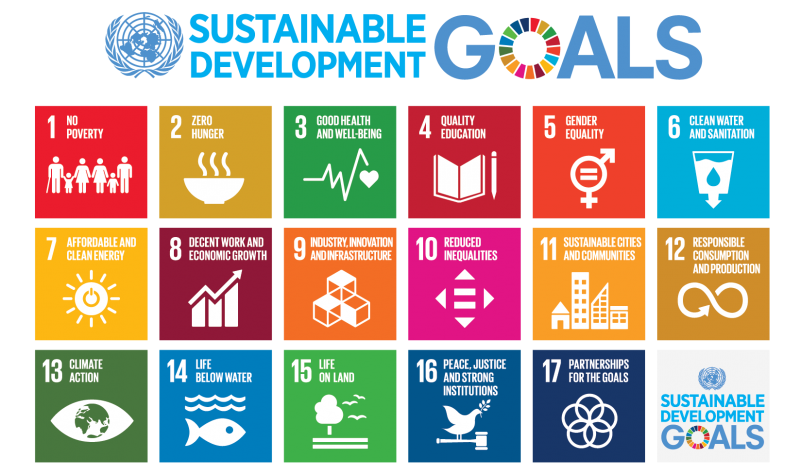 SUSTAINABLE
DEVELOPMENT
GOALS
1 NO
POVERTY
2 ZERO
HUNGER
3 GOOD HEALTH
AND WELL-BEING
4 QUALITY
EDUCATION
5 GENDER
EQUALITY
6 CLEAN WATER
AND SANITATION
7 AFFORDABLE AND
CLEAN ENERGY
8 DECENT WORK AND
ECONOMIC GROWTH
9 INDUSTRY, INNOVATION
AND INFRASTRUCTURE
10 REDUCED
INEQUALITIES
11 SUSTAINABLE CITIES
AND COMMUNITIES
12 RESPONSIBLE
CONSUMPTION
AND PRODUCTION
13 CLIMATE
ACTION
14 LIFE
BELOW WATER
15 LIFE
ON LAND
16 PEACE, JUSTICE
AND STRONG
INSTITUTIONS
17 PARTNERSHIPS
FOR THE GOALS
SUSTAINABLE
DEVELOPMENT
GOALS